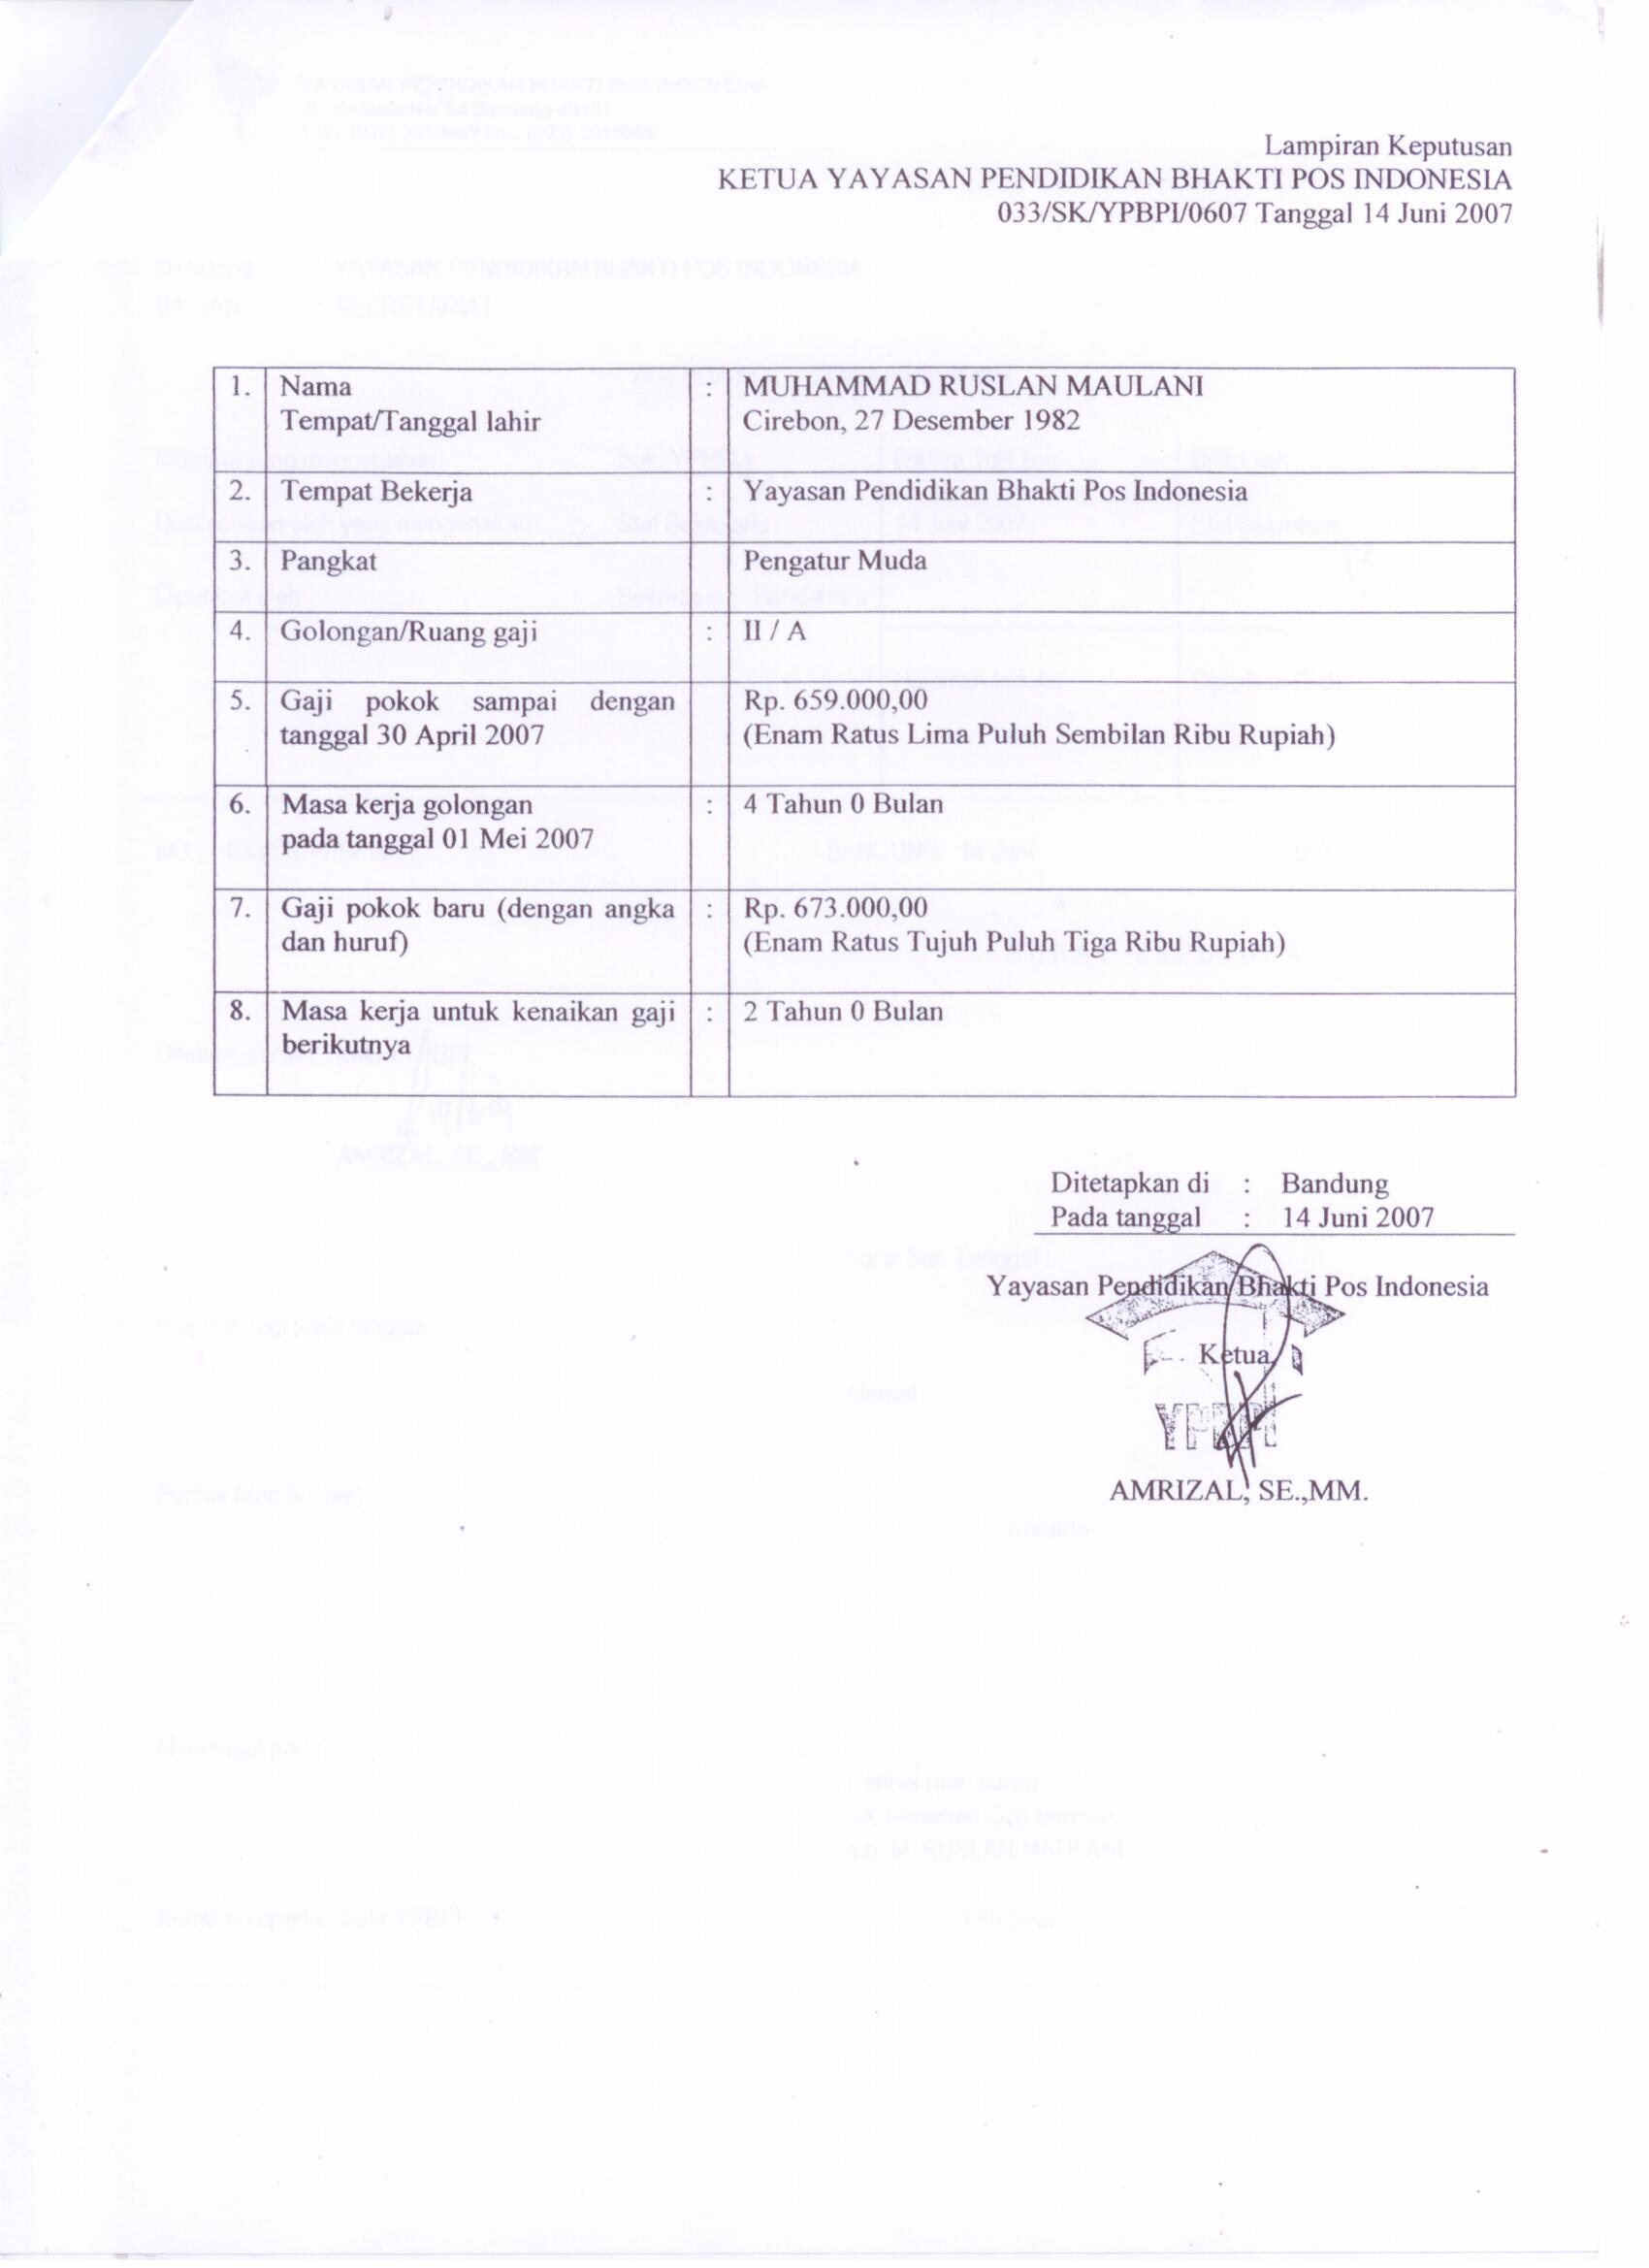 Lampiran Keputusan
KETUA YAYASAN PENDIDIKAN BHAKTI POS INDONESIA
033/SK/YPBPI/0607 Tanggal 14 Juni 2007
1. Nama : MUHAMMAD RUSLAN MAULANI
Tempat/Tanggal lahir Cirebon, 27 Desember 1982
2. Tempat Bekerja : Yayasan Pendidikan Bhakti Pos Indonesia
3. Pangkat Pengatur Muda
4. Golongan/Ruang gaji : II / A
5. Gaji pokok sampai dengan Rp. 659.000,00
tanggal 30 April 2007 (Enam Ratus Lima Puluh Sembilan Ribu Rupiah)
6. Masa kerja golongan : 4 Tahun 0 Bulan
pada tanggal 01 Mei 2007
7. Gaji pokok baru (dengan angka : Rp. 673.000,00
dan huruf) (Enam Ratus Tujuh Puluh Tiga Ribu Rupiah)
8. Masa kerja untuk kenaikan gaji : 2 Tahun 0 Bulan
berikutnya
Ditetapkan di : Bandung
Pada tanggal : 14 Juni 2007
Yayasan Pendidikan Bhakti Pos Indonesia
Ketua,
YPBPI
AMRIZAL, SE.,MM.